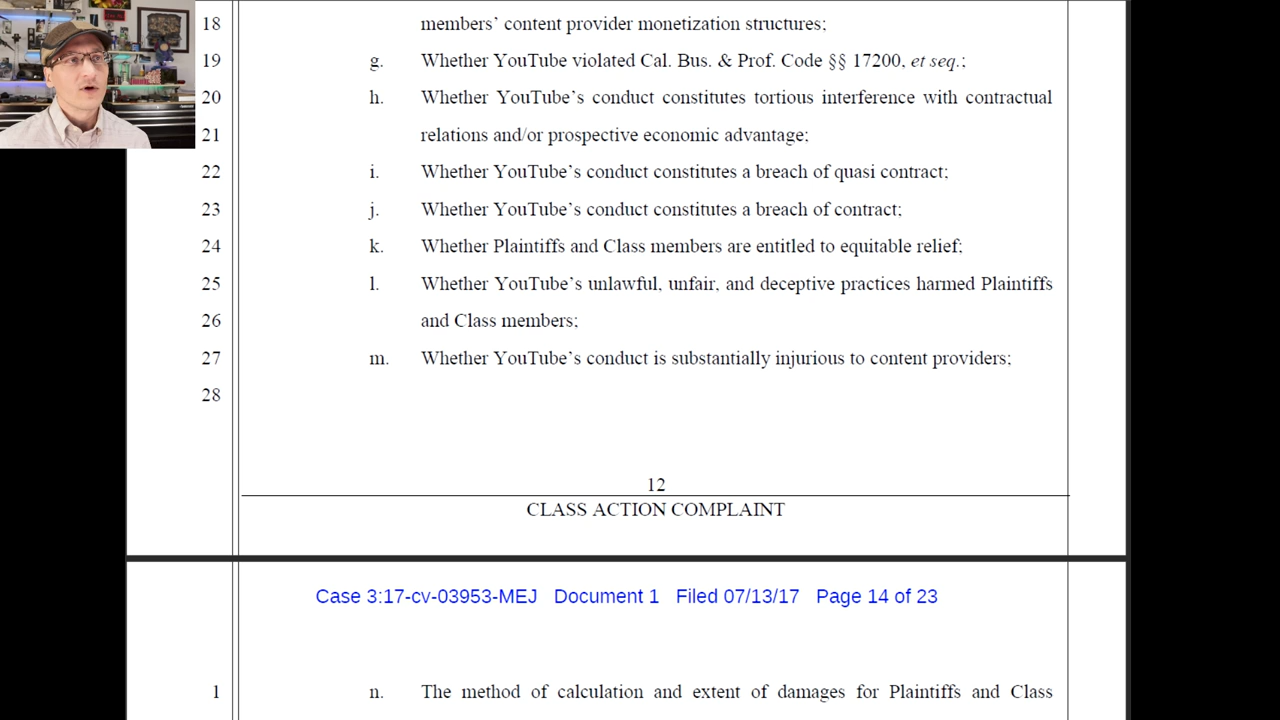 18 members’ content provider monetization structures;
19 g. Whether YouTube violated Cal. Bus. & Prof. Code §§ 17200, et seq.;
20 h. Whether YouTube’s conduct constitutes tortious interference with contractual
21 relations and/or prospective economic advantage;
22 i. Whether YouTube’s conduct constitutes a breach of quasi contract;
23 j. Whether YouTube’s conduct constitutes a breach of contract;
24 k. Whether Plaintiffs and Class members are entitled to equitable relief;
25 l. Whether YouTube’s unlawful, unfair, and deceptive practices harmed Plaintiffs
26 and Class members;
27 m. Whether YouTube’s conduct is substantially injurious to content providers;
28
12
CLASS ACTION COMPLAINT
Case 3:17-cv-03953-MEJ Document 1 Filed 07/13/17 Page 14 of 23
1 n. The method of calculation and extent of damages for Plaintiffs and Class